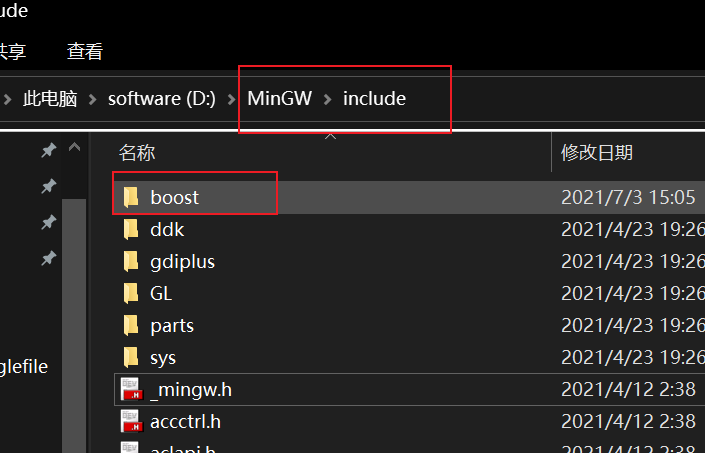 ude
共享 查看
此电脑 software (D:) MinGW include
名称 修改日期
boost 2021/7/3 15:05
ddk 2021/4/23 19:26
gdiplus 2021/4/23 19:26
GL 2021/4/23 19:26
parts 2021/4/23 19:26
sys 2021/4/23 19:26
glefile
_mingw.h 2021/4/12 2:38
accctrl.h 2021/4/12 2:38
aclapi.h 2021/4/12 2:38